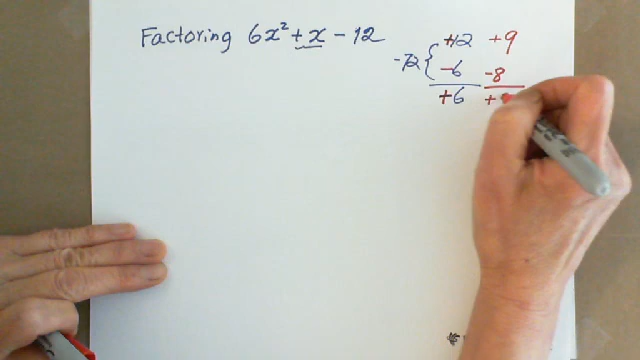 Factoring 6x² + x - 12
+12 +9
-72 { -6 -8
+6 +